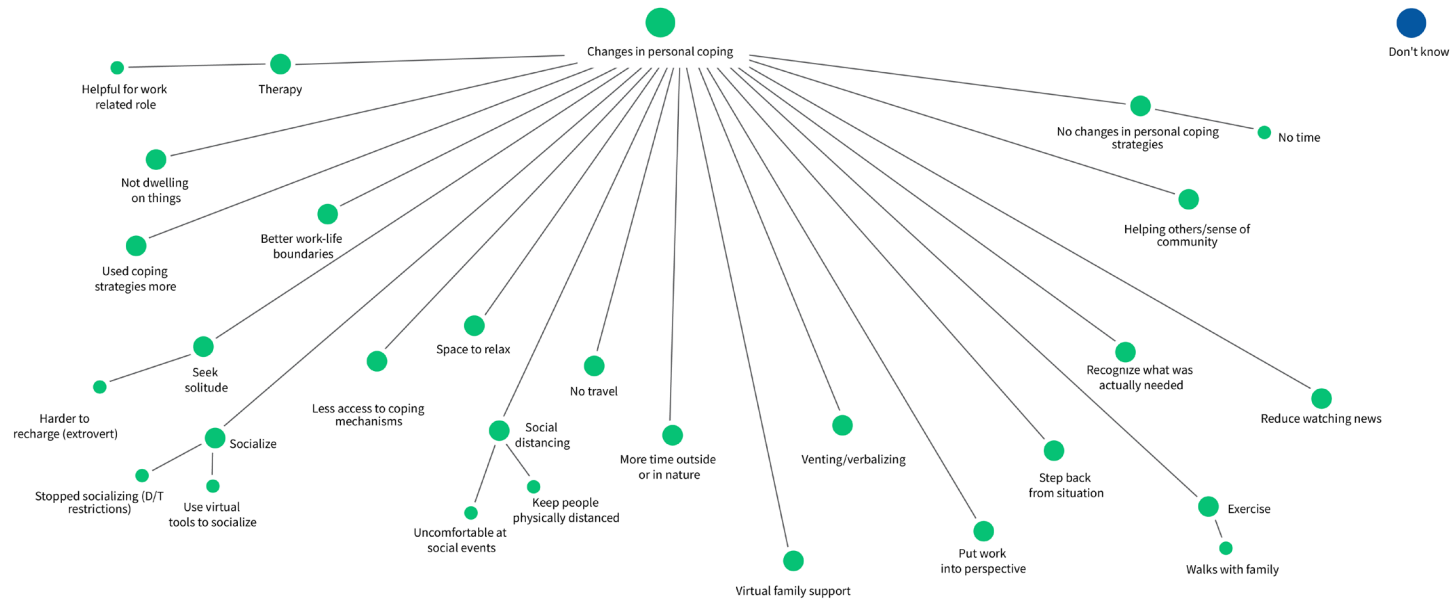 Changes in personal coping
Don't know
Helpful for work
related role
Therapy
No changes in personal coping
strategies
No time
Not dwelling
on things
Better work-life
boundaries
Helping others/sense of
community
Used coping
strategies more
Space to relax
Seek
solitude
No travel
Recognize what was
actually needed
Less access to coping
mechanisms
Harder to
recharge (extrovert)
Reduce watching news
Socialize
Social
distancing
More time outside
or in nature
Venting/verbalizing
Step back
from situation
Stopped socializing (D/T
restrictions)
Use virtual
tools to socialize
Keep people
physically distanced
Uncomfortable at
social events
Exercise
Put work
into perspective
Walks with family
Virtual family support